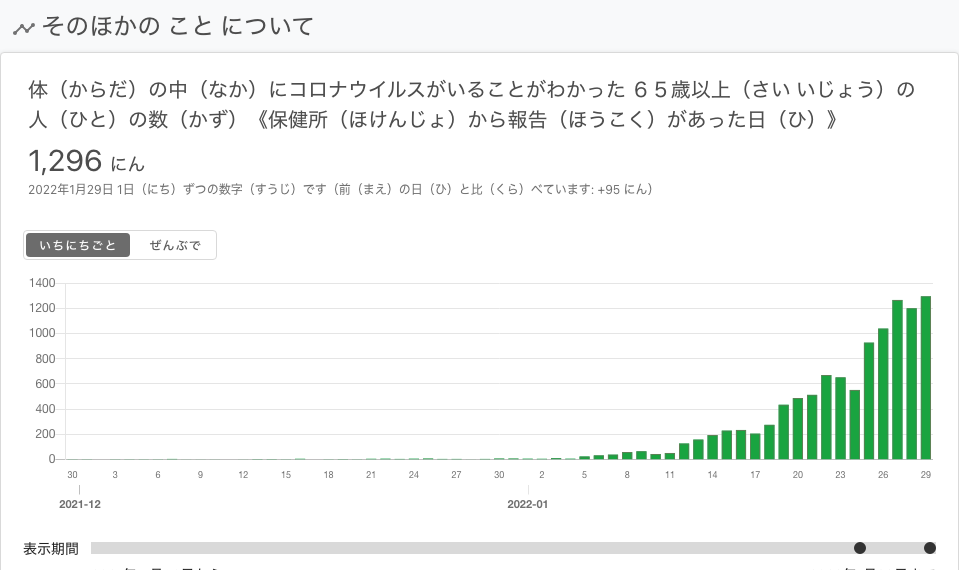 そのほかの こと について
体（からだ）の中（なか）にコロナウイルスがいることがわかった ６５歳以上（さい いじょう）の
人（ひと）の数（かず）《保健所（ほけんじょ）から報告（ほうこく）があった日（ひ）》
1,296 にん
2022年1月29日 1日（にち）ずつの数字（すうじ）です（前（まえ）の日（ひ）と比（くら）べています: +95 にん）
いちにちごと ぜんぶで
1400
1200
1000
800
600
400
200
0
30 3 6 9 12 15 18 21 24 27 30 2 5 8 11 14 17 20 23 26 29
2021-12 2022-01
表示期間